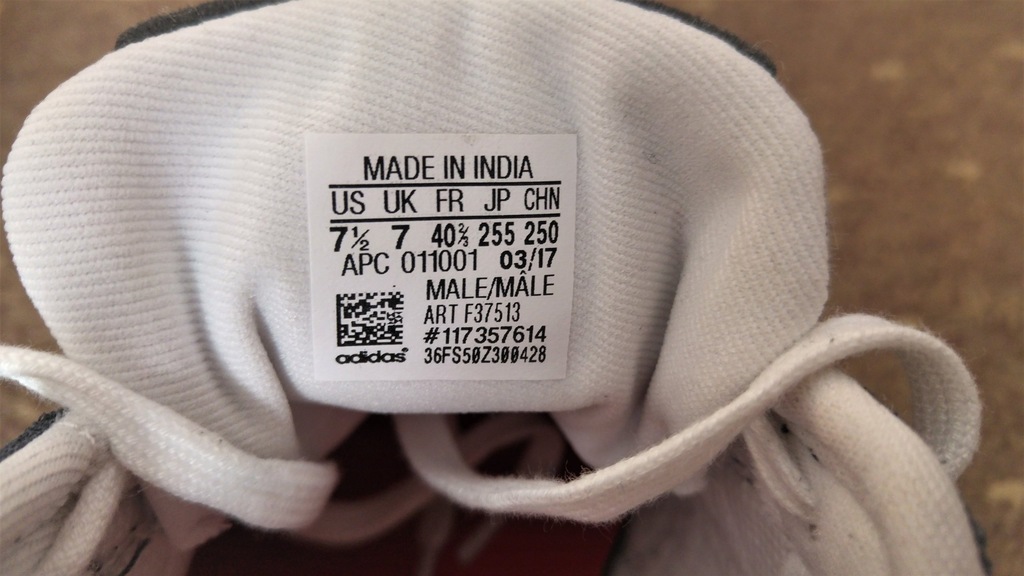 MADE IN INDIA
US UK FR JP CHN
7½ 7 40⅔ 255 250
APC 011001 03/17
MALE/MÂLE
ART F37513
#117357614
adidas® 36FS50Z300428